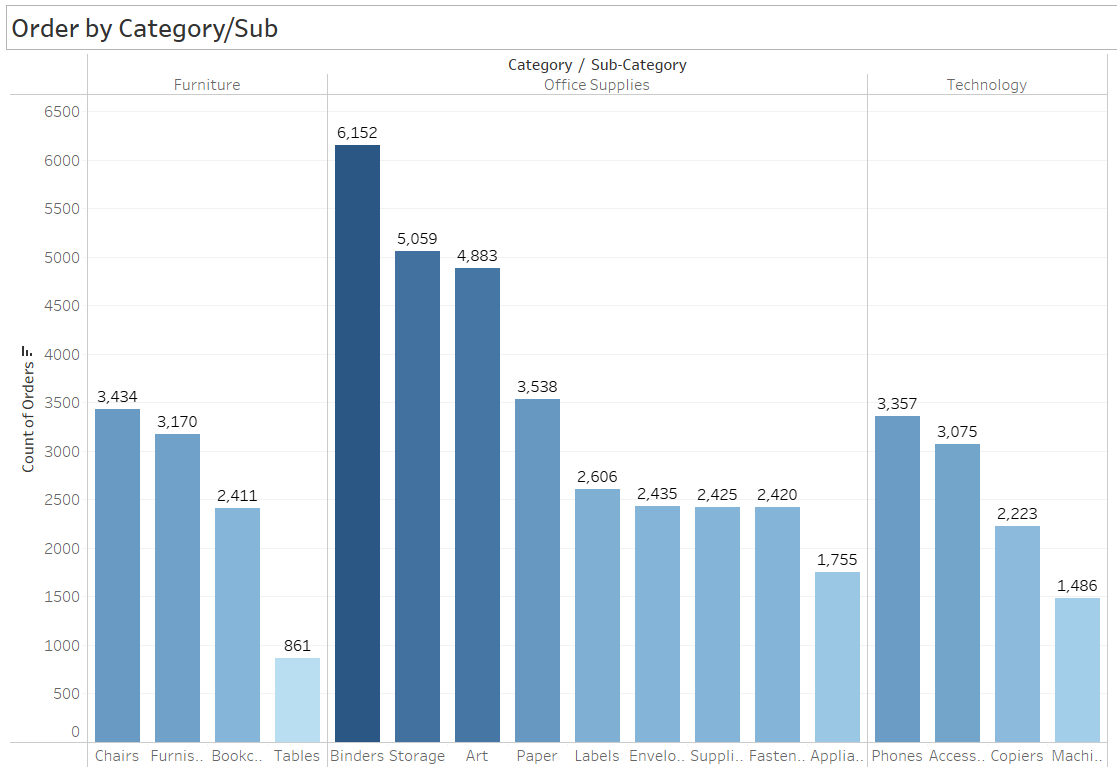 Order by Category/Sub
Category / Sub-Category
Furniture
Office Supplies
Technology
Count of Orders
6500
6000
5500
5000
4500
4000
3500
3000
2500
2000
1500
1000
500
0
3,434
3,170
2,411
861
6,152
5,059
4,883
3,538
2,606
2,435
2,425
2,420
1,755
3,357
3,075
2,223
1,486
Chairs
Furnis..
Bookc..
Tables
Binders
Storage
Art
Paper
Labels
Envelo..
Suppli..
Fasten..
Applia..
Phones
Access..
Copiers
Machi..